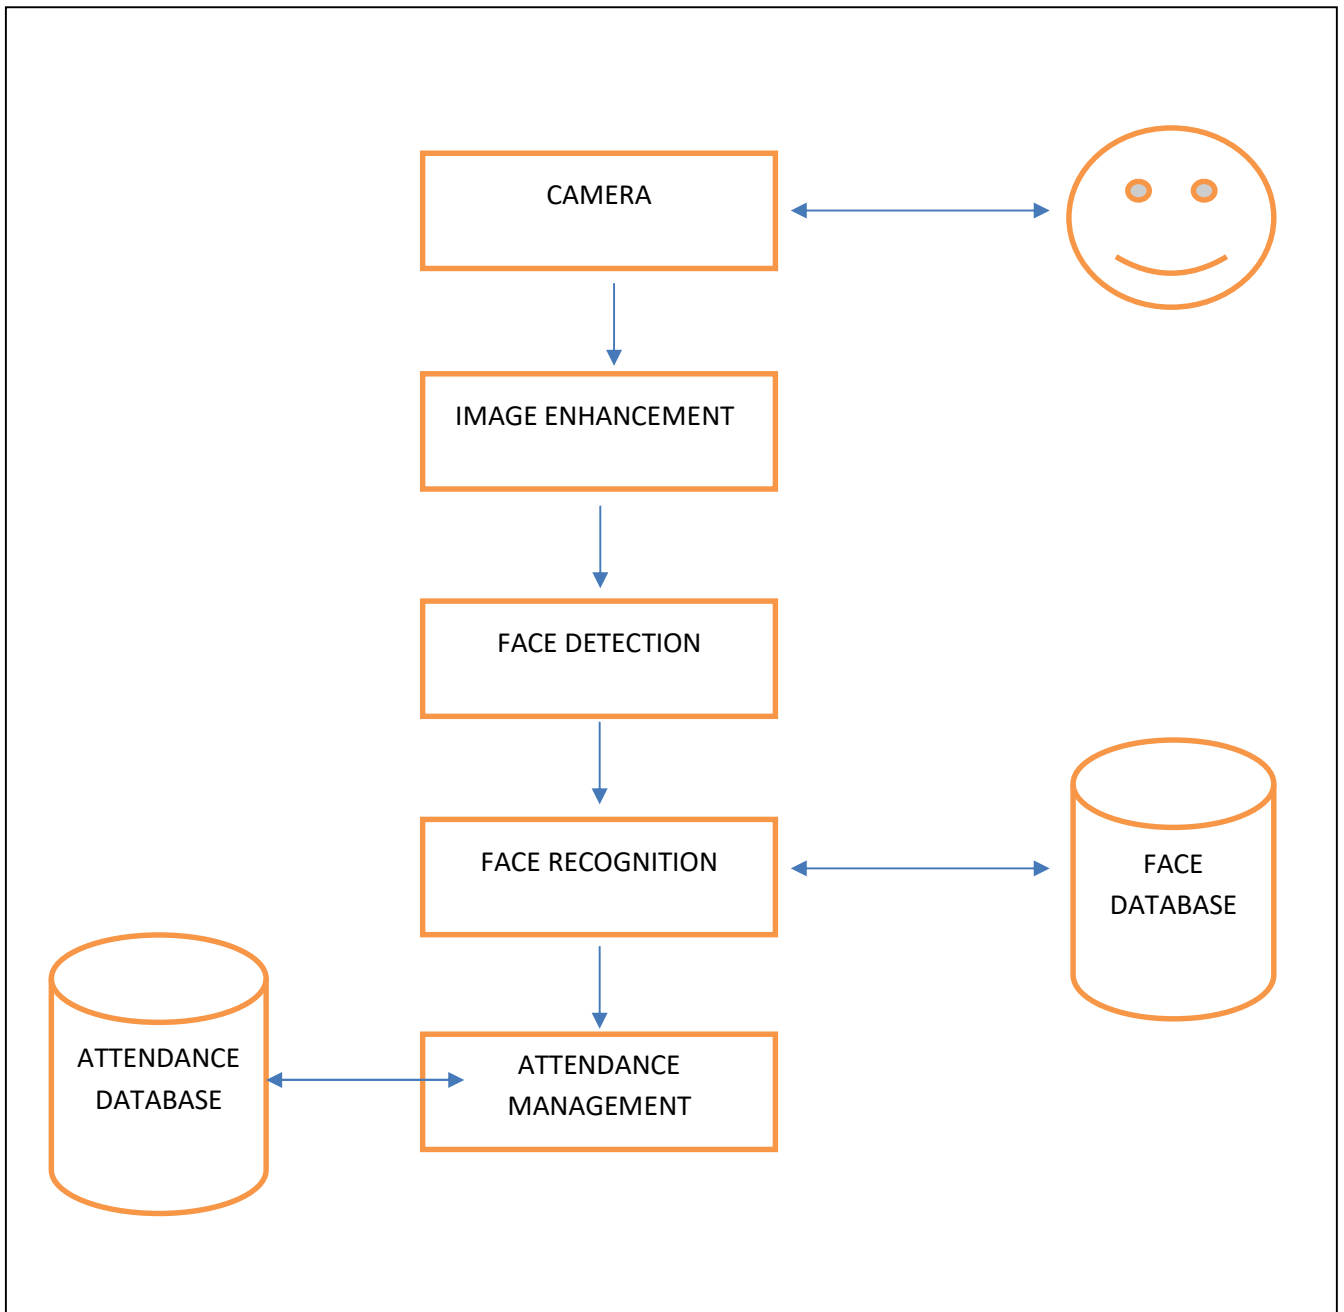 CAMERA
IMAGE ENHANCEMENT
FACE DETECTION
FACE RECOGNITION
FACE
DATABASE
ATTENDANCE
DATABASE
ATTENDANCE
MANAGEMENT